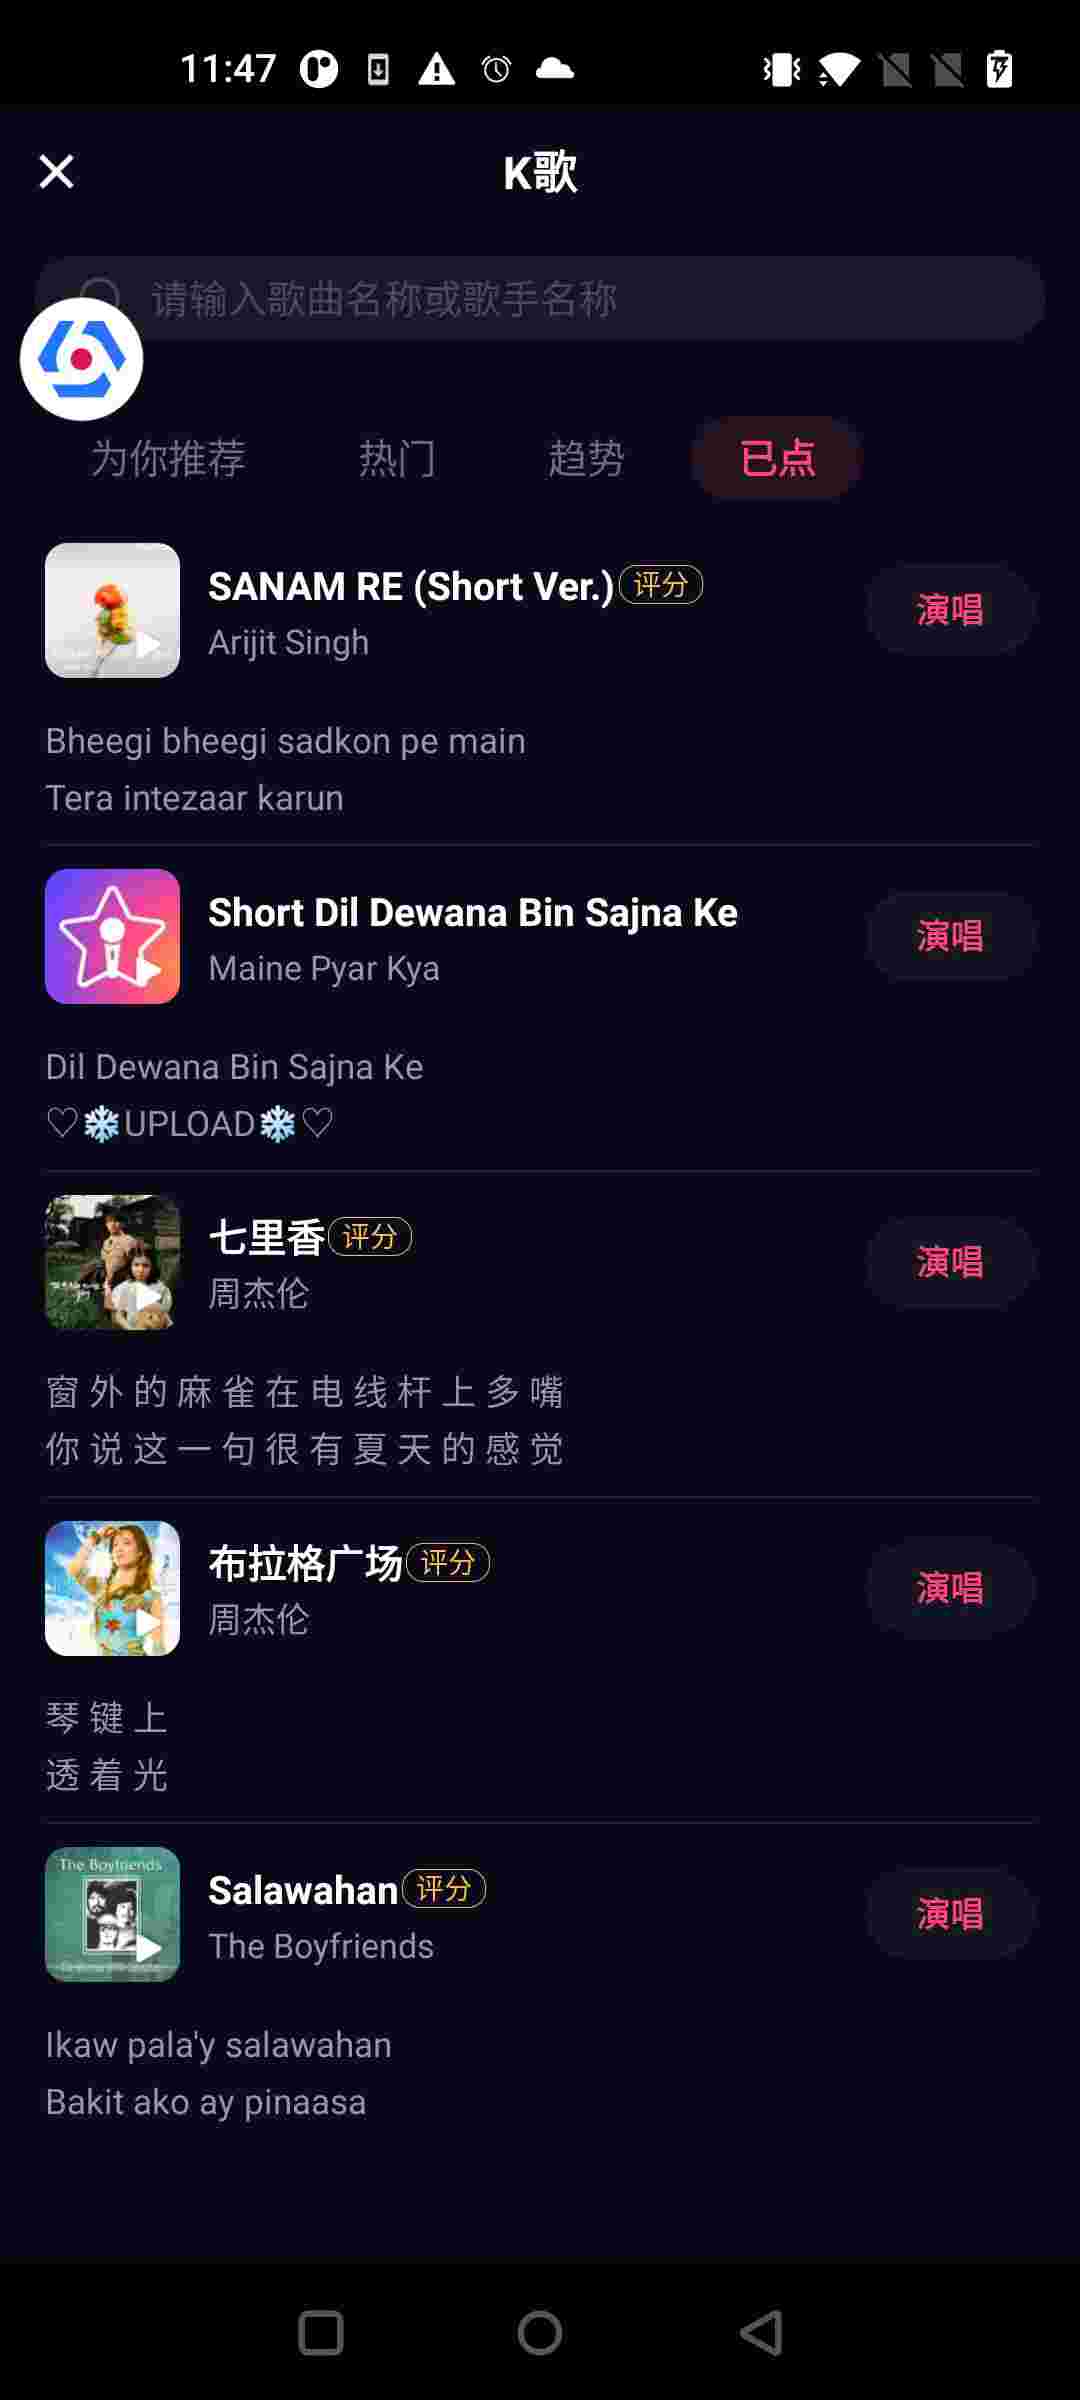 11:47
K歌
请输入歌曲名称或歌手名称
为你推荐 热门 趋势 已点
SANAM RE (Short Ver.) 评分
Arijit Singh
演唱
Bheegi bheegi sadkon pe main
Tera intezaar karun
Short Dil Dewana Bin Sajna Ke
Maine Pyar Kya
演唱
Dil Dewana Bin Sajna Ke
♡❄UPLOAD❄♡
七里香 评分
周杰伦
演唱
窗外的麻雀在电线杆上多嘴
你说这一句很有夏天的感觉
布拉格广场 评分
周杰伦
演唱
琴键上
透着光
The Boyfriends
Salawahan 评分
The Boyfriends
演唱
Ikaw pala'y salawahan
Bakit ako ay pinaasa